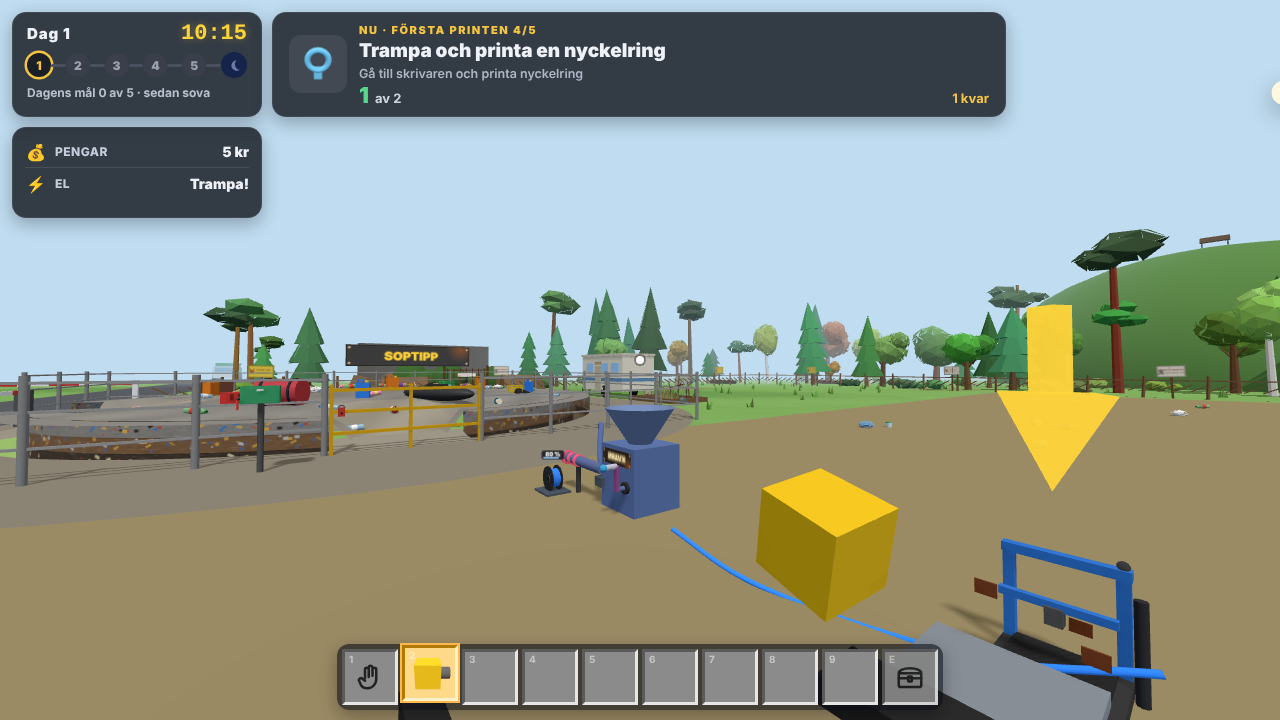 Dag 1
10:15
1 2 3 4 5
Dagens mål 0 av 5 · sedan sova
NU · FÖRSTA PRINTEN 4/5
Trampa och printa en nyckelring
Gå till skrivaren och printa nyckelring
1 av 2
1 kvar
PENGAR 5 kr
EL Trampa!
SOPTIPP
80 %
1 2 3 4 5 6 7 8 9 E